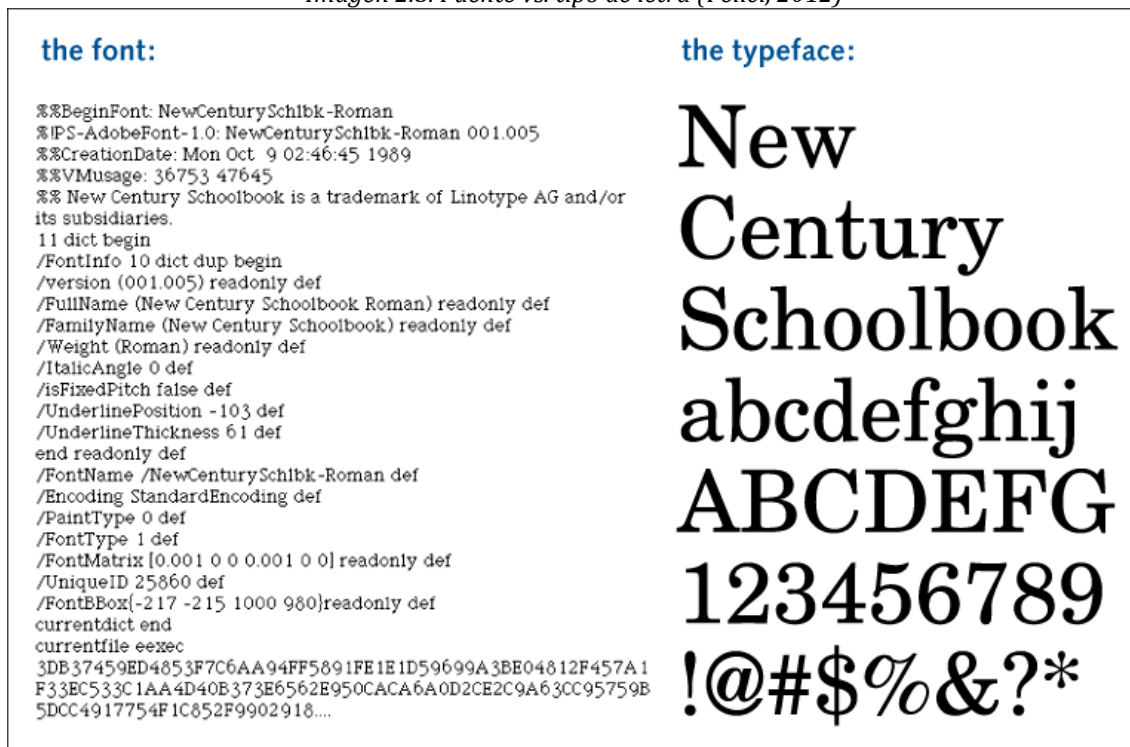 the font:
%%BeginFont: NewCenturySchlbk-Roman
%!PS-AdobeFont-1.0: NewCenturySchlbk-Roman 001.005
%%CreationDate: Mon Oct 9 02:46:45 1989
%%VMusage: 36753 47645
%% New Century Schoolbook is a trademark of Linotype AG and/or
its subsidiaries.
11 dict begin
/FontInfo 10 dict dup begin
/version (001.005) readonly def
/FullName (New Century Schoolbook Roman) readonly def
/FamilyName (New Century Schoolbook) readonly def
/Weight (Roman) readonly def
/ItalicAngle 0 def
/isFixedPitch false def
/UnderlinePosition -103 def
/UnderlineThickness 61 def
end readonly def
/FontName /NewCenturySchlbk-Roman def
/Encoding StandardEncoding def
/PaintType 0 def
/FontType 1 def
/FontMatrix [0.001 0 0 0.001 0 0] readonly def
/UniqueID 25860 def
/FontBBox{-217 -215 1000 980}readonly def
currentdict end
currentfile eexec
3DB37459ED4853F7C6AA94FF5891FE1E1D59699A3BE04812F457A1
F33EC533C1AA4D40B373E6562E950CACA6A0D2CE2C9A63CC95759B
5DCC4917754F1C852F9902918....
the typeface:
New
Century
Schoolbook
abcdefghij
ABCDEFG
123456789
!@#$%&?*